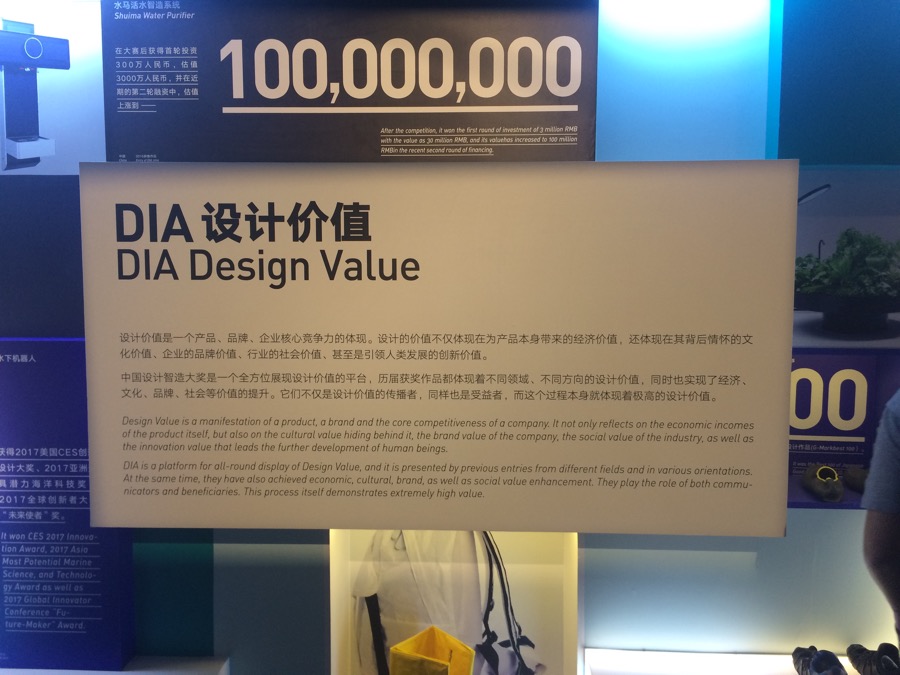 水马活水智造系统
Shuima Water Purifier
在大赛后获得首轮投资
300万人民币，估值
3000万人民币，并在近
期的第二轮融资中，估值
上涨到 ——
100,000,000
After the competition, it won the first round of investment of 3 million RMB
with the value as 30 million RMB, and its valuehas increased to 100 million
RMBin the recent second round of financing.
DIA 设计价值
DIA Design Value
设计价值是一个产品、品牌、企业核心竞争力的体现。设计的价值不仅体现在为产品本身带来的经济价值，还体现在其背后情怀的文
化价值、企业的品牌价值、行业的社会价值、甚至是引领人类发展的创新价值。
中国设计智造大奖是一个全方位展现设计价值的平台，历届获奖作品都体现着不同领域、不同方向的设计价值，同时也实现了经济、
文化、品牌、社会等价值的提升。它们不仅是设计价值的传播者，同样也是受益者，而这个过程本身就体现着极高的设计价值。
Design Value is a manifestation of a product, a brand and the core competitiveness of a company. It not only reflects on the economic incomes
of the product itself, but also on the cultural value hiding behind it, the brand value of the company, the social value of the industry, as well as
the innovation value that leads the further development of human beings.
DIA is a platform for all-round display of Design Value, and it is presented by previous entries from different fields and in various orientations.
At the same time, they have also achieved economic, cultural, brand, as well as social value enhancement. They play the role of both commu-
nicators and beneficiaries. This process itself demonstrates extremely high value.
水下机器人
获得2017美国CES创
设计大奖、2017亚洲
具潜力海洋科技奖
2017全球创新者大
“未来使者”奖。
It won CES 2017 Innova-
tion Award, 2017 Asia
Most Potential Marine
Science, and Technolo-
gy Award as well as
2017 Global Innovator
Conference "Fu-
ture-Maker" Award.
00